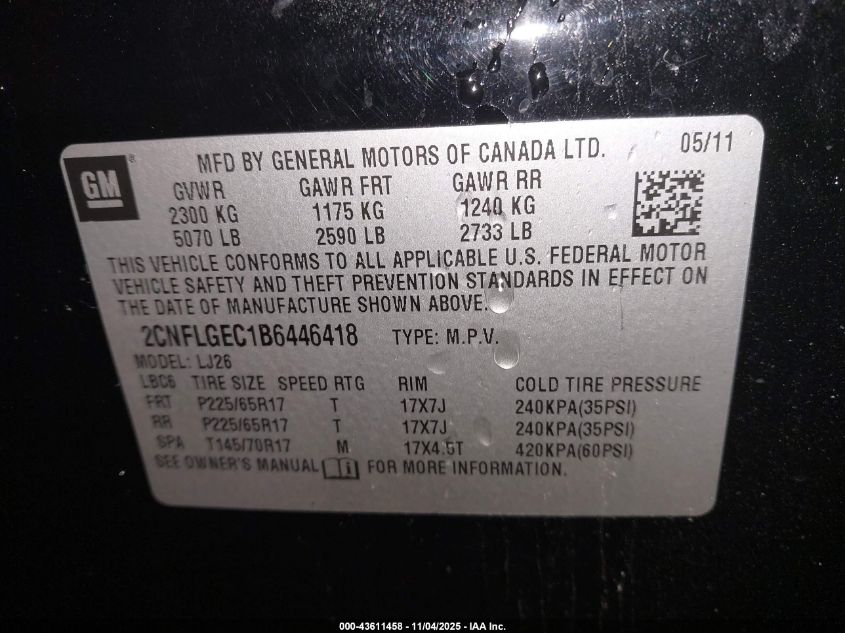 MFD BY GENERAL MOTORS OF CANADA LTD. 05/11
GM
GVWR GAWR FRT GAWR RR
2300 KG 1175 KG 1240 KG
5070 LB 2590 LB 2733 LB
THIS VEHICLE CONFORMS TO ALL APPLICABLE U.S. FEDERAL MOTOR
VEHICLE SAFETY AND THEFT PREVENTION STANDARDS IN EFFECT ON
THE DATE OF MANUFACTURE SHOWN ABOVE.
2CNFLGEC1B6446418 TYPE: M.P.V.
MODEL: LJ26
LBC6 TIRE SIZE SPEED RTG RIM COLD TIRE PRESSURE
FRT P225/65R17 T 17X7J 240KPA(35PSI)
RR P225/65R17 T 17X7J 240KPA(35PSI)
SPA T145/70R17 M 17X4.5T 420KPA(60PSI)
SEE OWNER'S MANUAL FOR MORE INFORMATION.
000-43611458 - 11/04/2025 - IAA Inc.